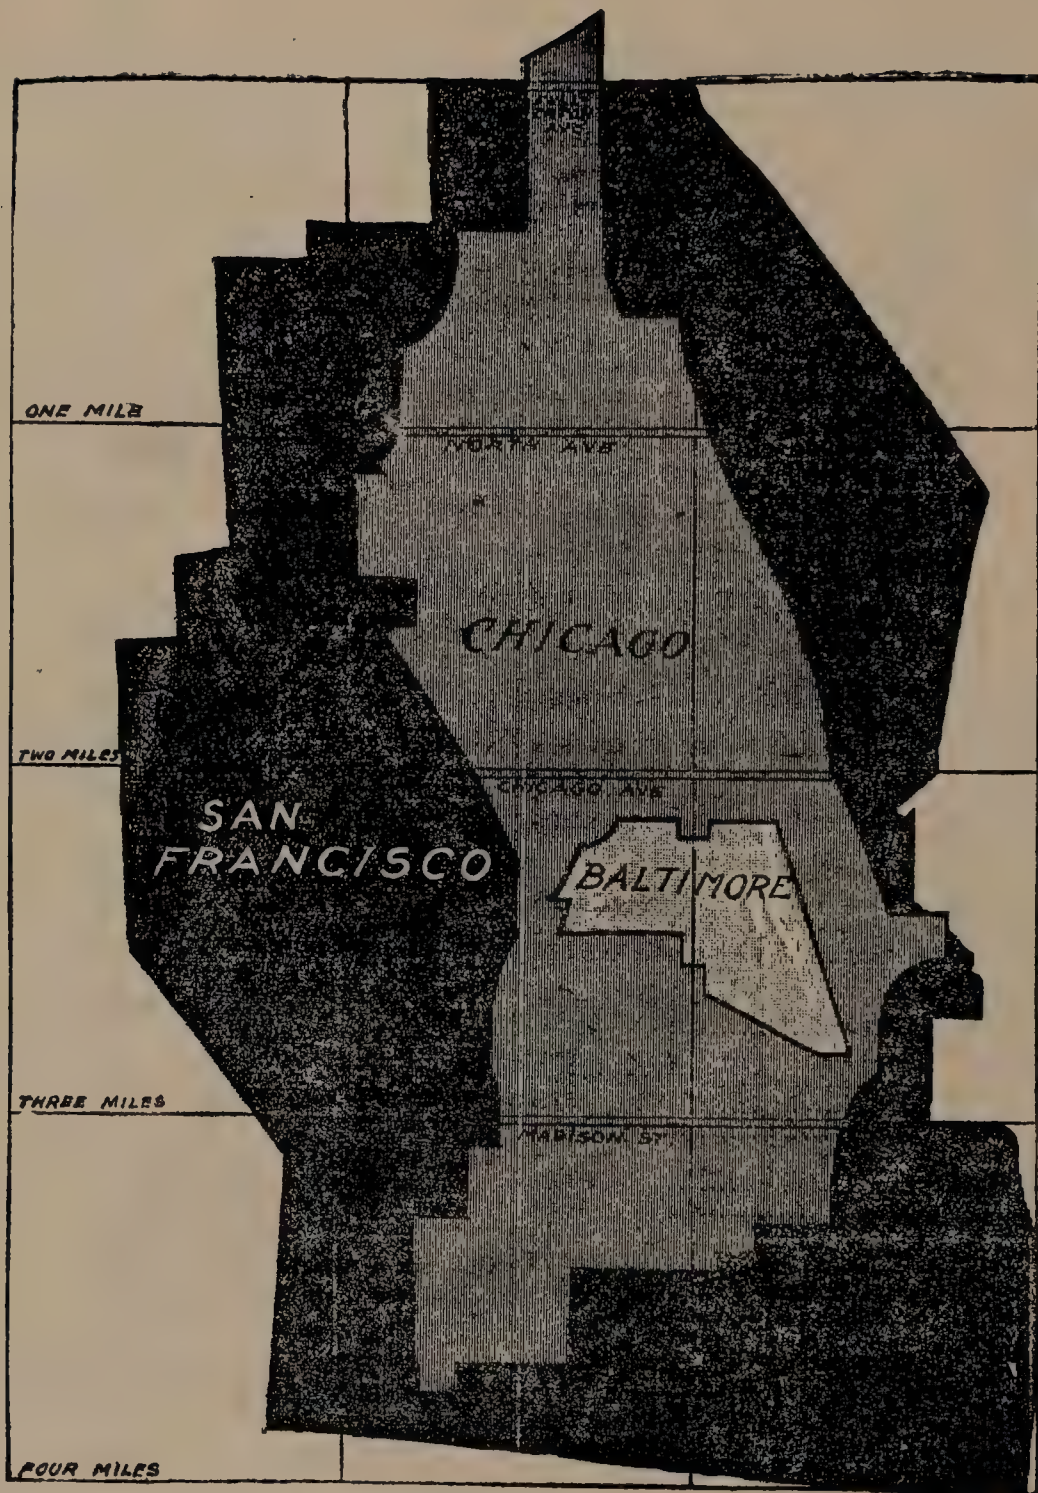 ONE MILE
NORTH AVE
CHICAGO
TWO MILES
CHICAGO AVE
SAN
FRANCISCO
BALTIMORE
THREE MILES
MADISON ST.
FOUR MILES